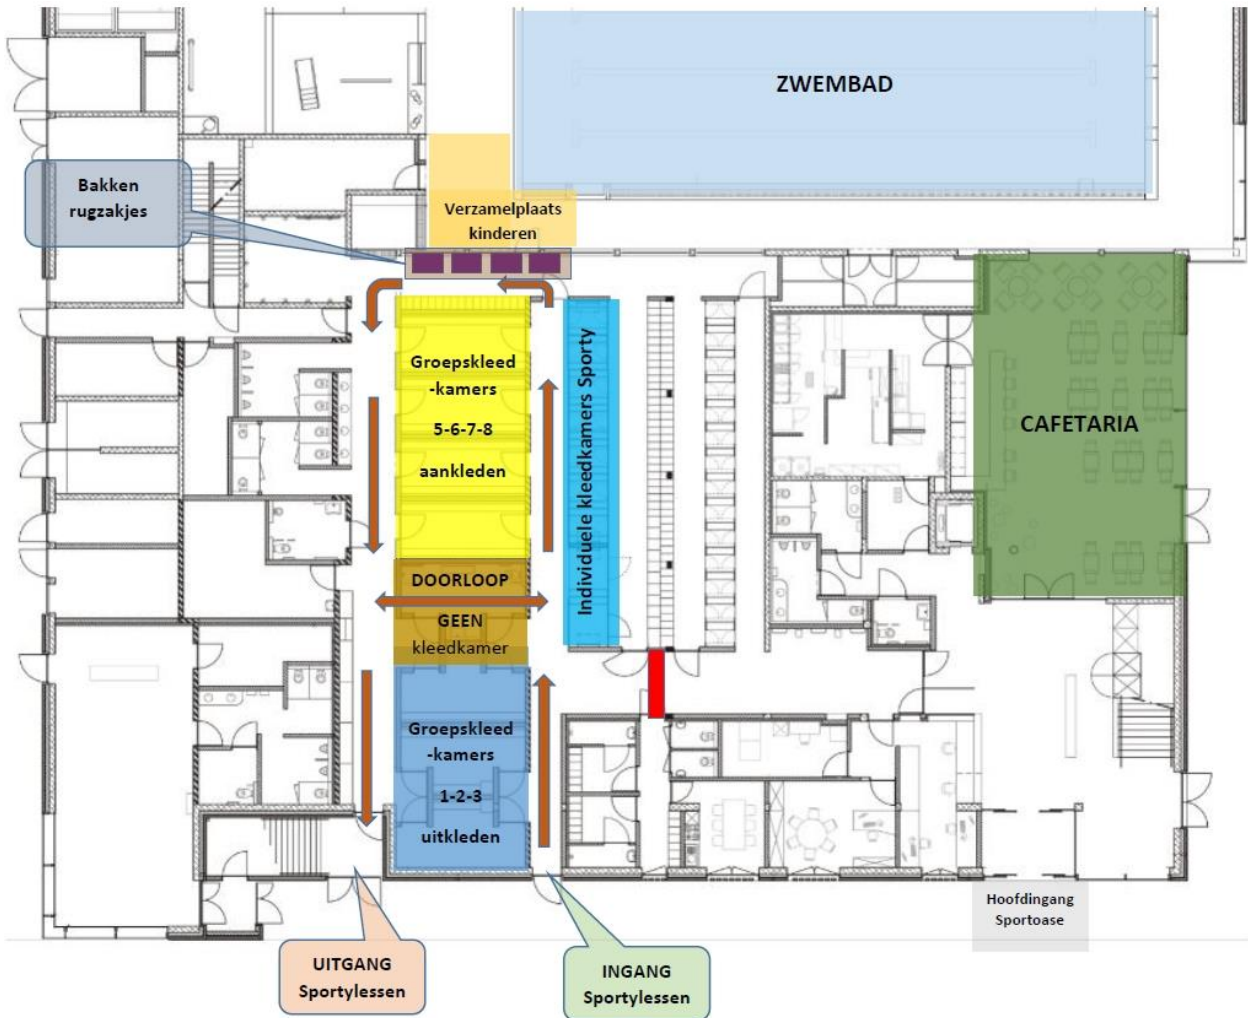 ZWEMBAD
Bakken
rugzakjes
Verzamelplaats
kinderen
Groepskleed
-kamers
5-6-7-8
aankleden
Individuele kleedkamers Sporty
CAFETARIA
DOORLOOP
GEEN
kleedkamer
Groepskleed
-kamers
1-2-3
uitkleden
Hoofdingang
Sportoase
UITGANG
Sportylessen
INGANG
Sportylessen